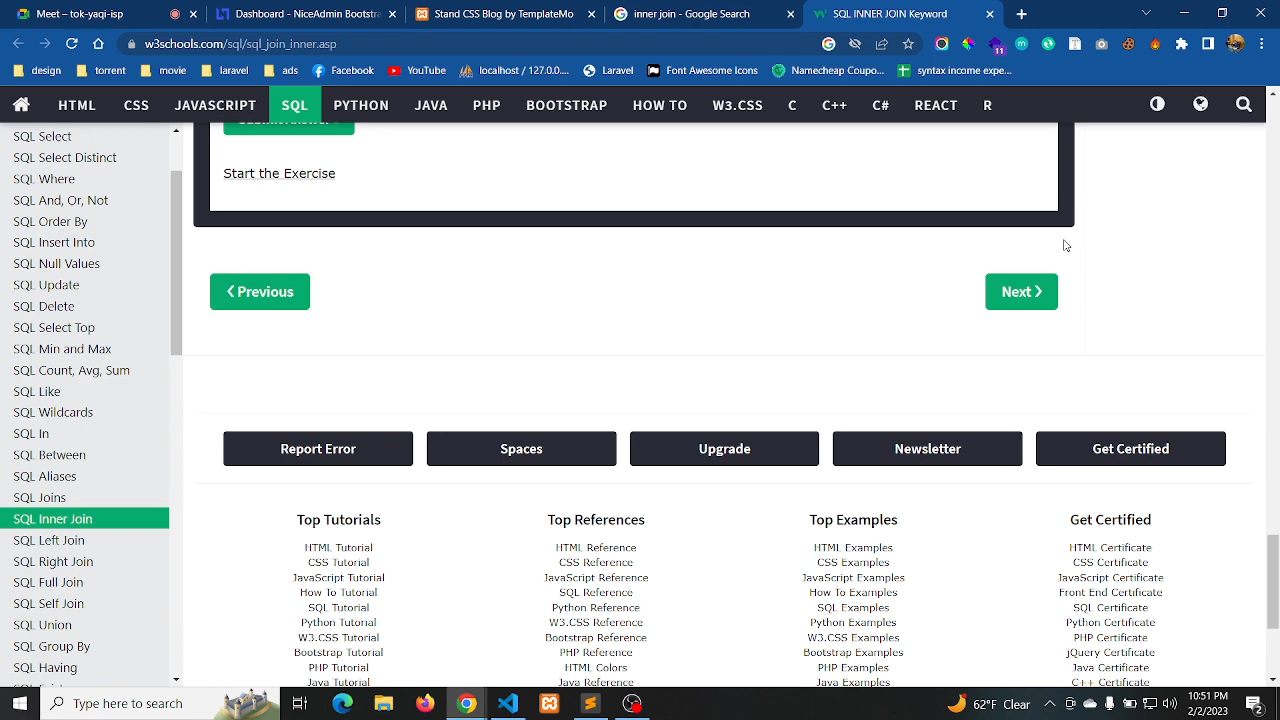 Meet – tok-yqqi-fqp
Dashboard - NiceAdmin Bootstra
Stand CSS Blog by TemplateMo
inner join - Google Search
SQL INNER JOIN Keyword
w3schools.com/sql/sql_join_inner.asp
11
design
torrent
movie
laravel
ads
Facebook
YouTube
localhost / 127.0.0....
Laravel
Font Awesome Icons
Namecheap Coupo...
syntax income expe...
HTML
CSS
JAVASCRIPT
SQL
PYTHON
JAVA
PHP
BOOTSTRAP
HOW TO
W3.CSS
C
C++
C#
REACT
R
SQL Select
SQL Select Distinct
SQL Where
SQL And, Or, Not
SQL Order By
SQL Insert Into
SQL Null Values
SQL Update
SQL Delete
SQL Select Top
SQL Min and Max
SQL Count, Avg, Sum
SQL Like
SQL Wildcards
SQL In
SQL Between
SQL Aliases
SQL Joins
SQL Inner Join
SQL Left Join
SQL Right Join
SQL Full Join
SQL Self Join
SQL Union
SQL Group By
SQL Having
Start the Exercise
❮ Previous
Next ❯
Report Error
Spaces
Upgrade
Newsletter
Get Certified
Top Tutorials
HTML Tutorial
CSS Tutorial
JavaScript Tutorial
How To Tutorial
SQL Tutorial
Python Tutorial
W3.CSS Tutorial
Bootstrap Tutorial
PHP Tutorial
Java Tutorial
Top References
HTML Reference
CSS Reference
JavaScript Reference
SQL Reference
Python Reference
W3.CSS Reference
Bootstrap Reference
PHP Reference
HTML Colors
Java Reference
Top Examples
HTML Examples
CSS Examples
JavaScript Examples
How To Examples
SQL Examples
Python Examples
W3.CSS Examples
Bootstrap Examples
PHP Examples
Java Examples
Get Certified
HTML Certificate
CSS Certificate
JavaScript Certificate
Front End Certificate
SQL Certificate
Python Certificate
PHP Certificate
jQuery Certificate
Java Certificate
C++ Certificate
Type here to search
62°F Clear
10:51 PM
2/2/2023
2